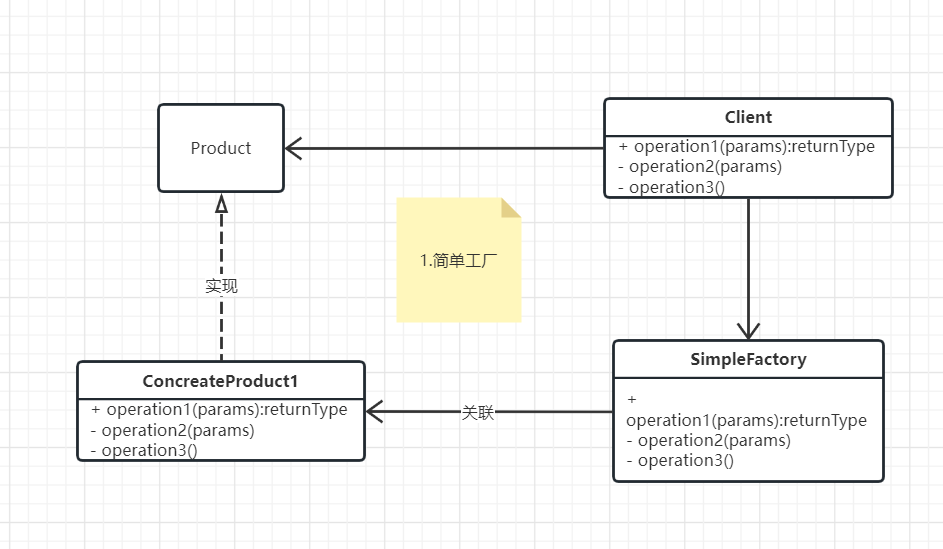 Product
Client
+ operation1(params):returnType
- operation2(params)
- operation3()
1.简单工厂
实现
ConcreateProduct1
+ operation1(params):returnType
- operation2(params)
- operation3()
关联
SimpleFactory
+
operation1(params):returnType
- operation2(params)
- operation3()